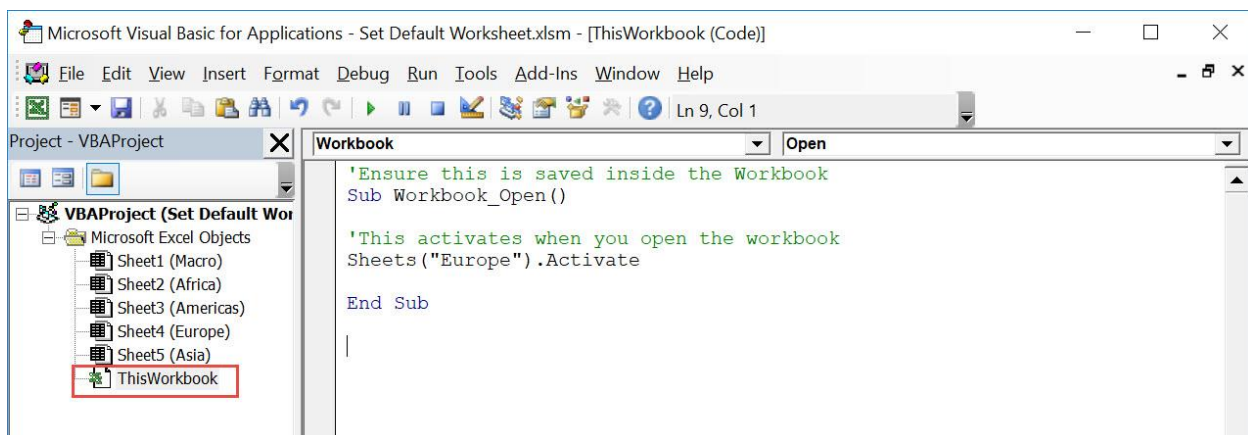 Microsoft Visual Basic for Applications - Set Default Worksheet.xlsm - [ThisWorkbook (Code)]
File Edit View Insert Format Debug Run Tools Add-Ins Window Help
Ln 9, Col 1
Project - VBAProject
Workbook
Open
VBAProject (Set Default Wor
Microsoft Excel Objects
Sheet1 (Macro)
Sheet2 (Africa)
Sheet3 (Americas)
Sheet4 (Europe)
Sheet5 (Asia)
ThisWorkbook
'Ensure this is saved inside the Workbook
Sub Workbook_Open()
'This activates when you open the workbook
Sheets("Europe").Activate
End Sub